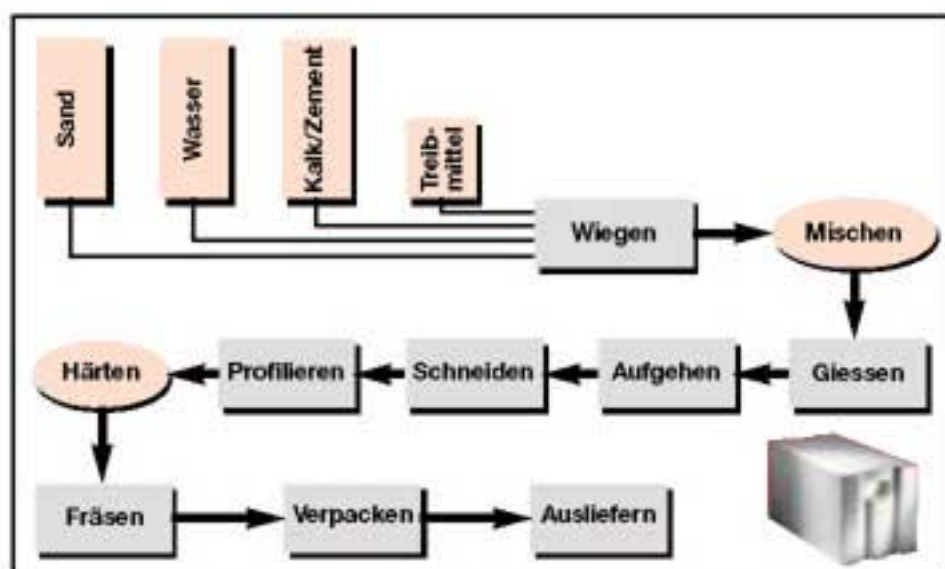 Sand
Wasser
Kalk/Zement
Treib-
mittel
Wiegen
Mischen
Härten
Profilieren
Schneiden
Aufgehen
Giessen
Fräsen
Verpacken
Ausliefern